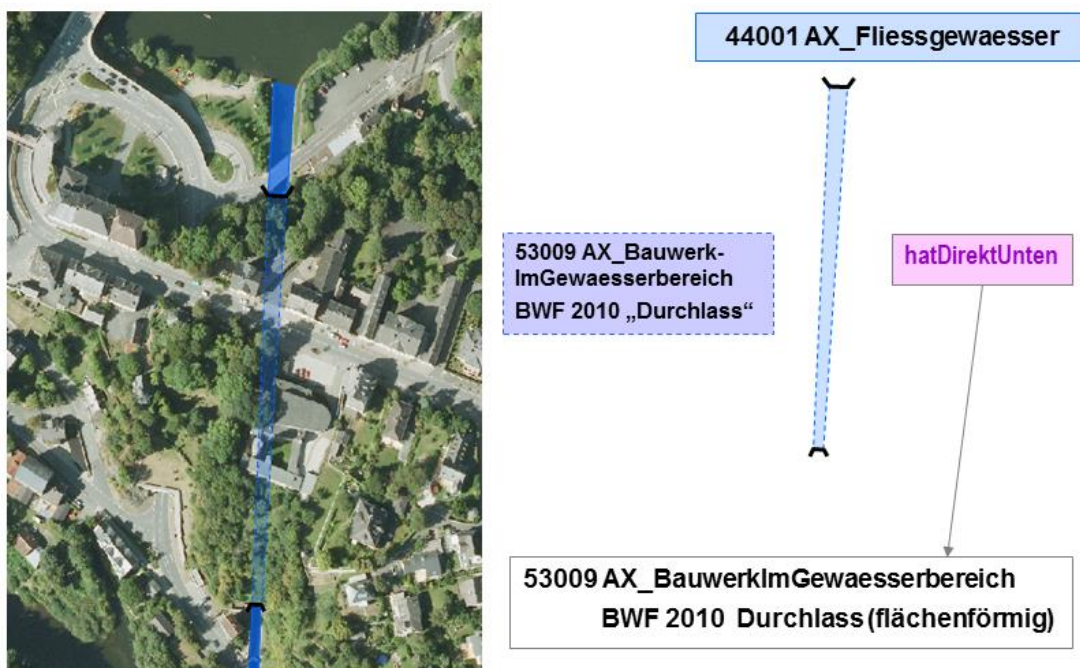 44001 AX_Fliessgewaesser
53009 AX_Bauwerk-
ImGewaesserbereich
BWF 2010 „Durchlass“
hatDirektUnten
53009 AX_BauwerkImGewaesserbereich
BWF 2010 Durchlass (flächenförmig)